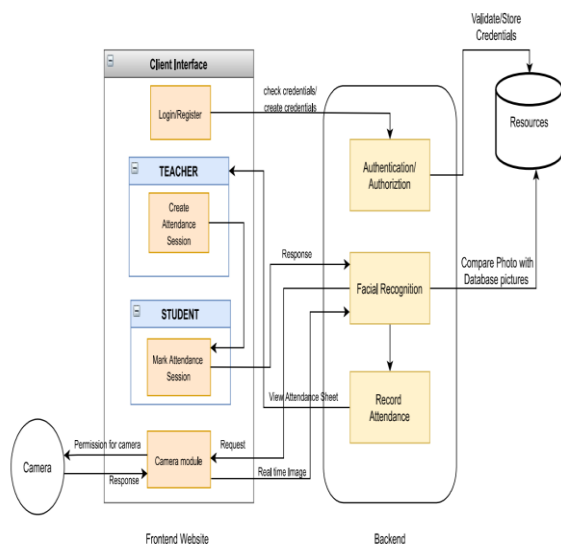 Validate/Store
Credentials
Client Interface
check credentials/
create credentials
Login/Register
Resources
TEACHER
Authentication/
Authoriztion
Create
Attendance
Session
Response
Compare Photo with
Database pictures
Facial Recognition
STUDENT
Mark Attendance
Session
View Attendance Sheet
Record
Attendance
Permission for camera
Request
Camera
Camera module
Response
Real time Image
Frontend Website
Backend